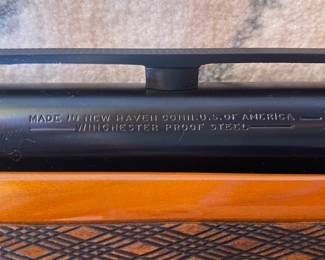 MADE IN NEW HAVEN CONN. U.S. OF AMERICA
— WINCHESTER PROOF STEEL —